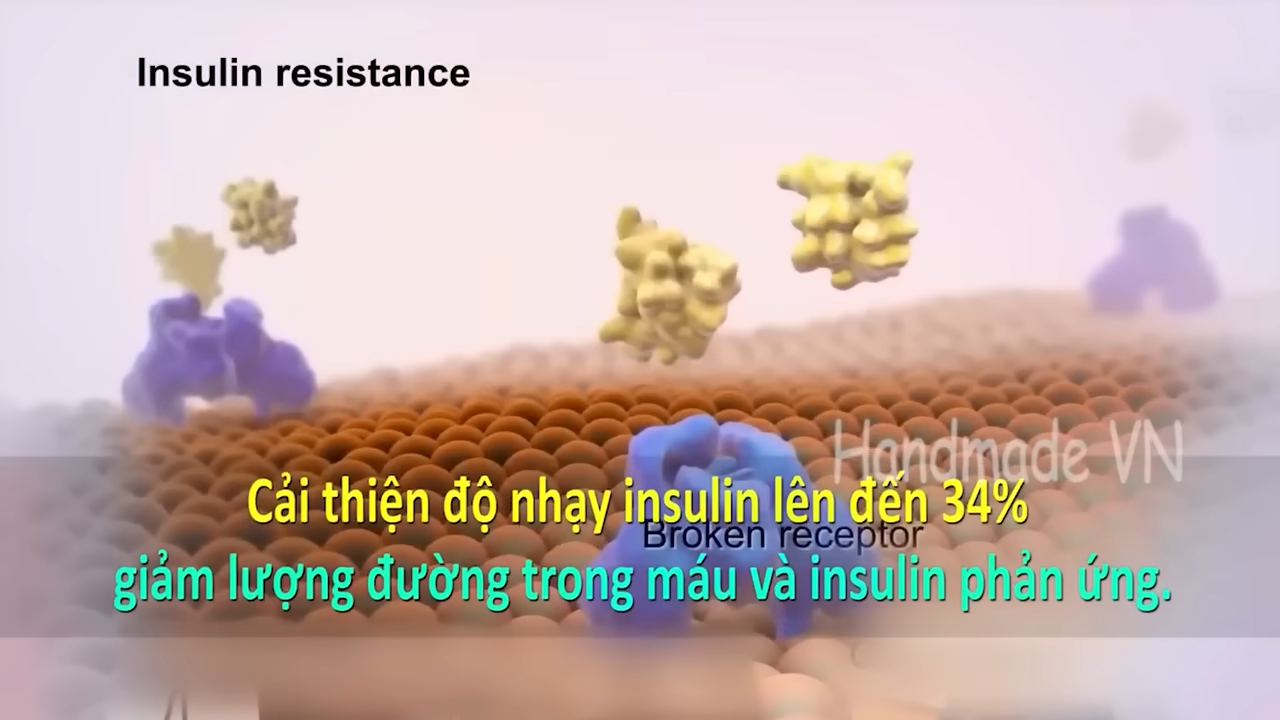 Insulin resistance
Handmade VN
Cải thiện độ nhạy insulin lên đến 34%
Broken receptor
giảm lượng đường trong máu và insulin phản ứng.